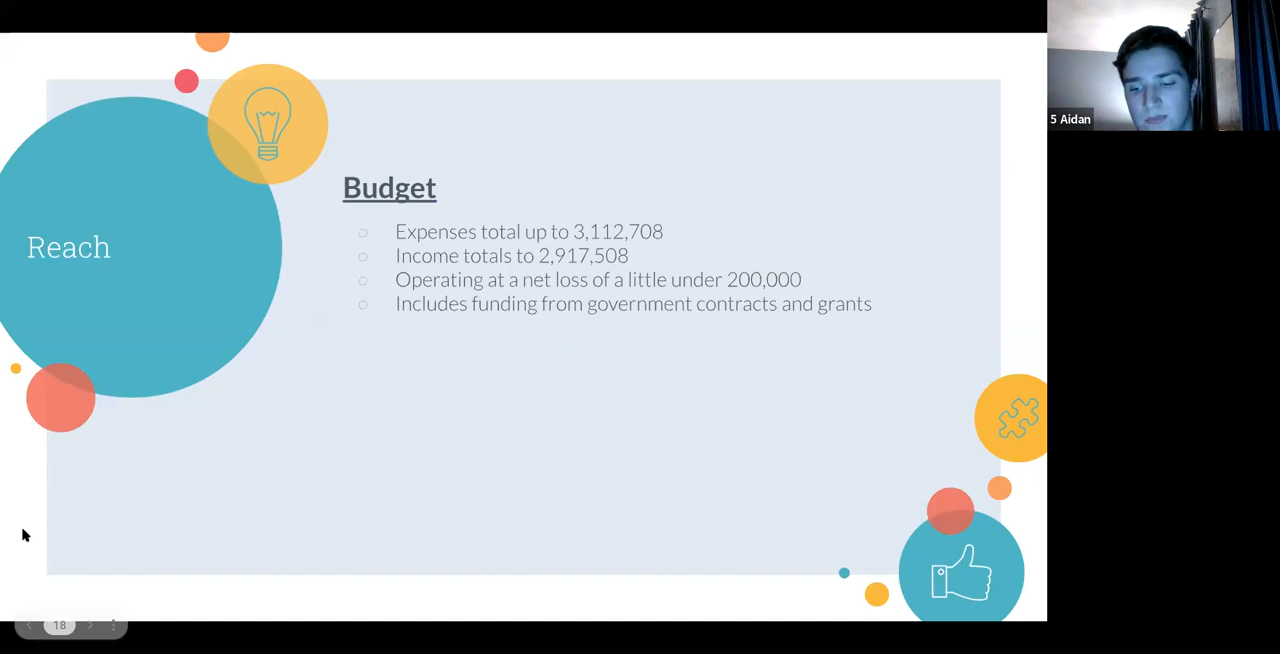 5 Aidan
Reach
Budget
Expenses total up to 3,112,708
Income totals to 2,917,508
Operating at a net loss of a little under 200,000
Includes funding from government contracts and grants
18